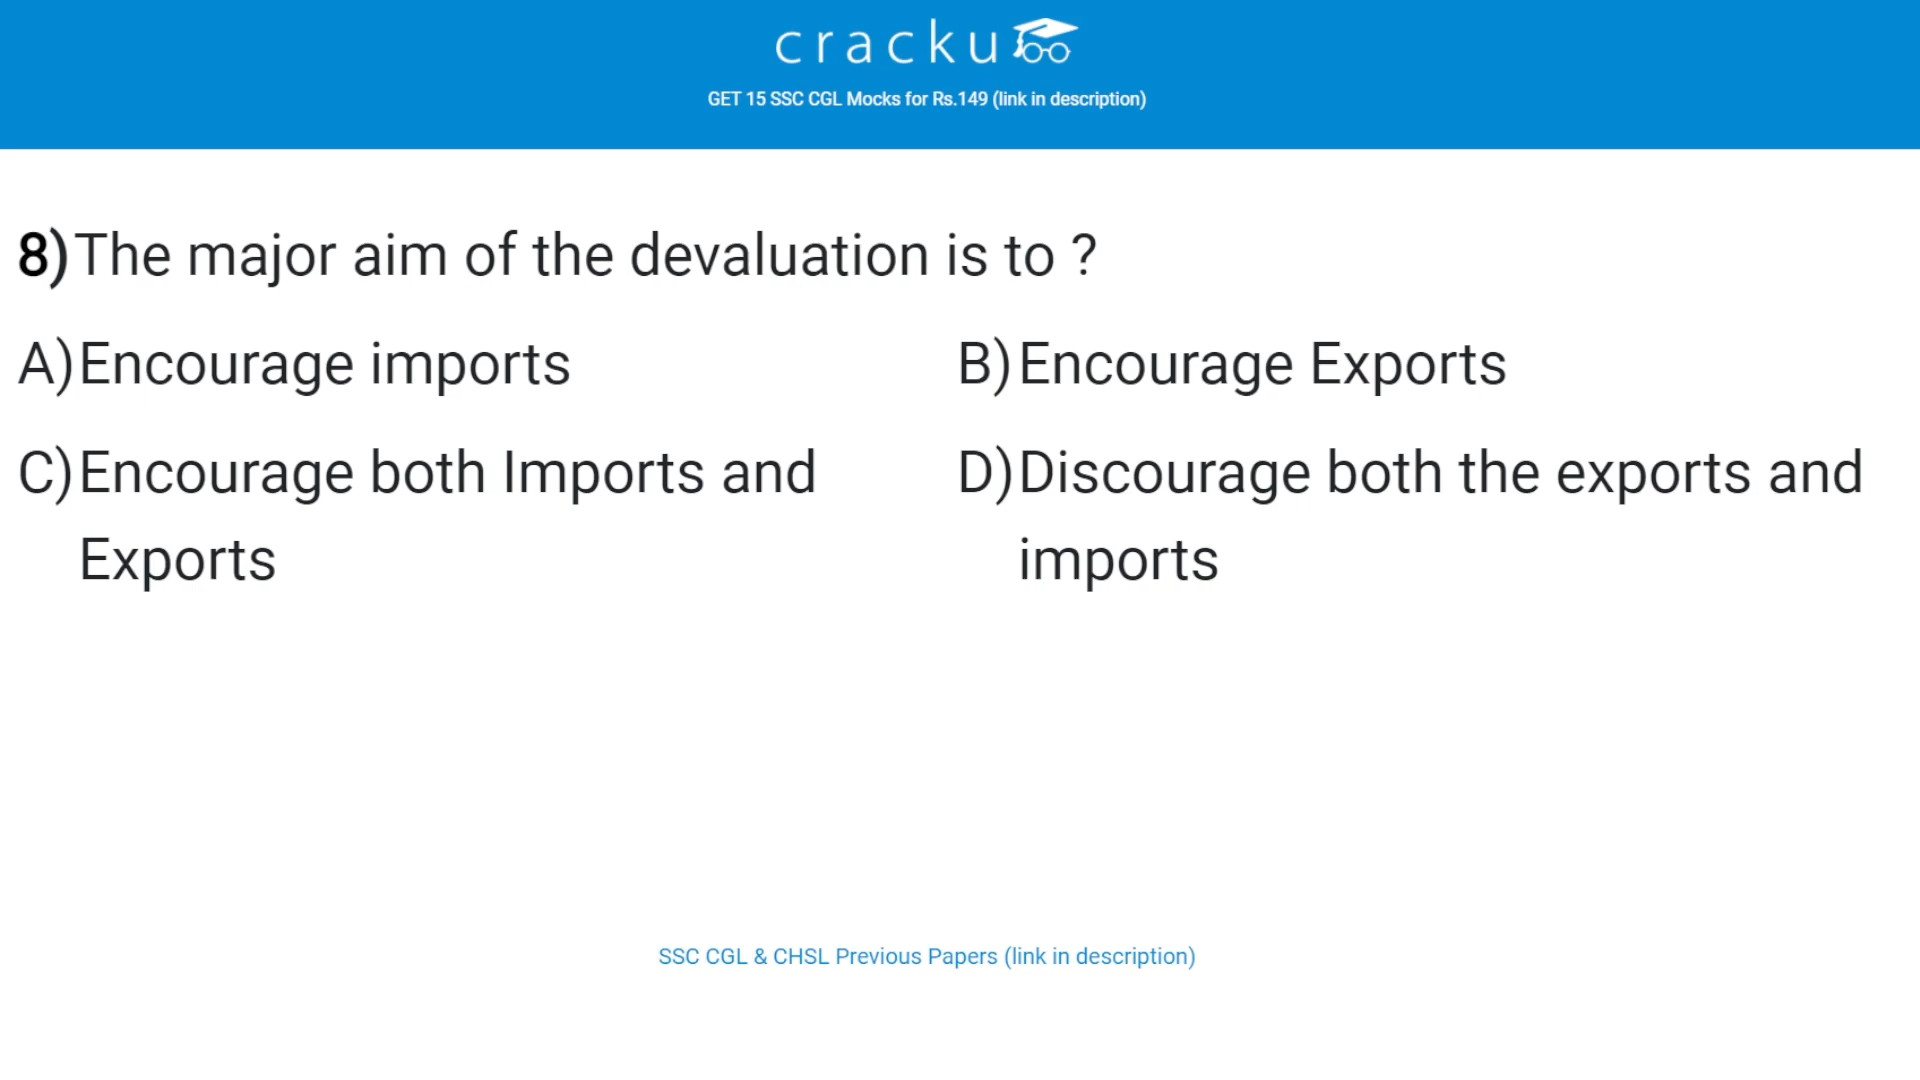 cracku
GET 15 SSC CGL Mocks for Rs.149 (link in description)
8) The major aim of the devaluation is to ?
A) Encourage imports
B) Encourage Exports
C) Encourage both Imports and
Exports
D) Discourage both the exports and
imports
SSC CGL & CHSL Previous Papers (link in description)